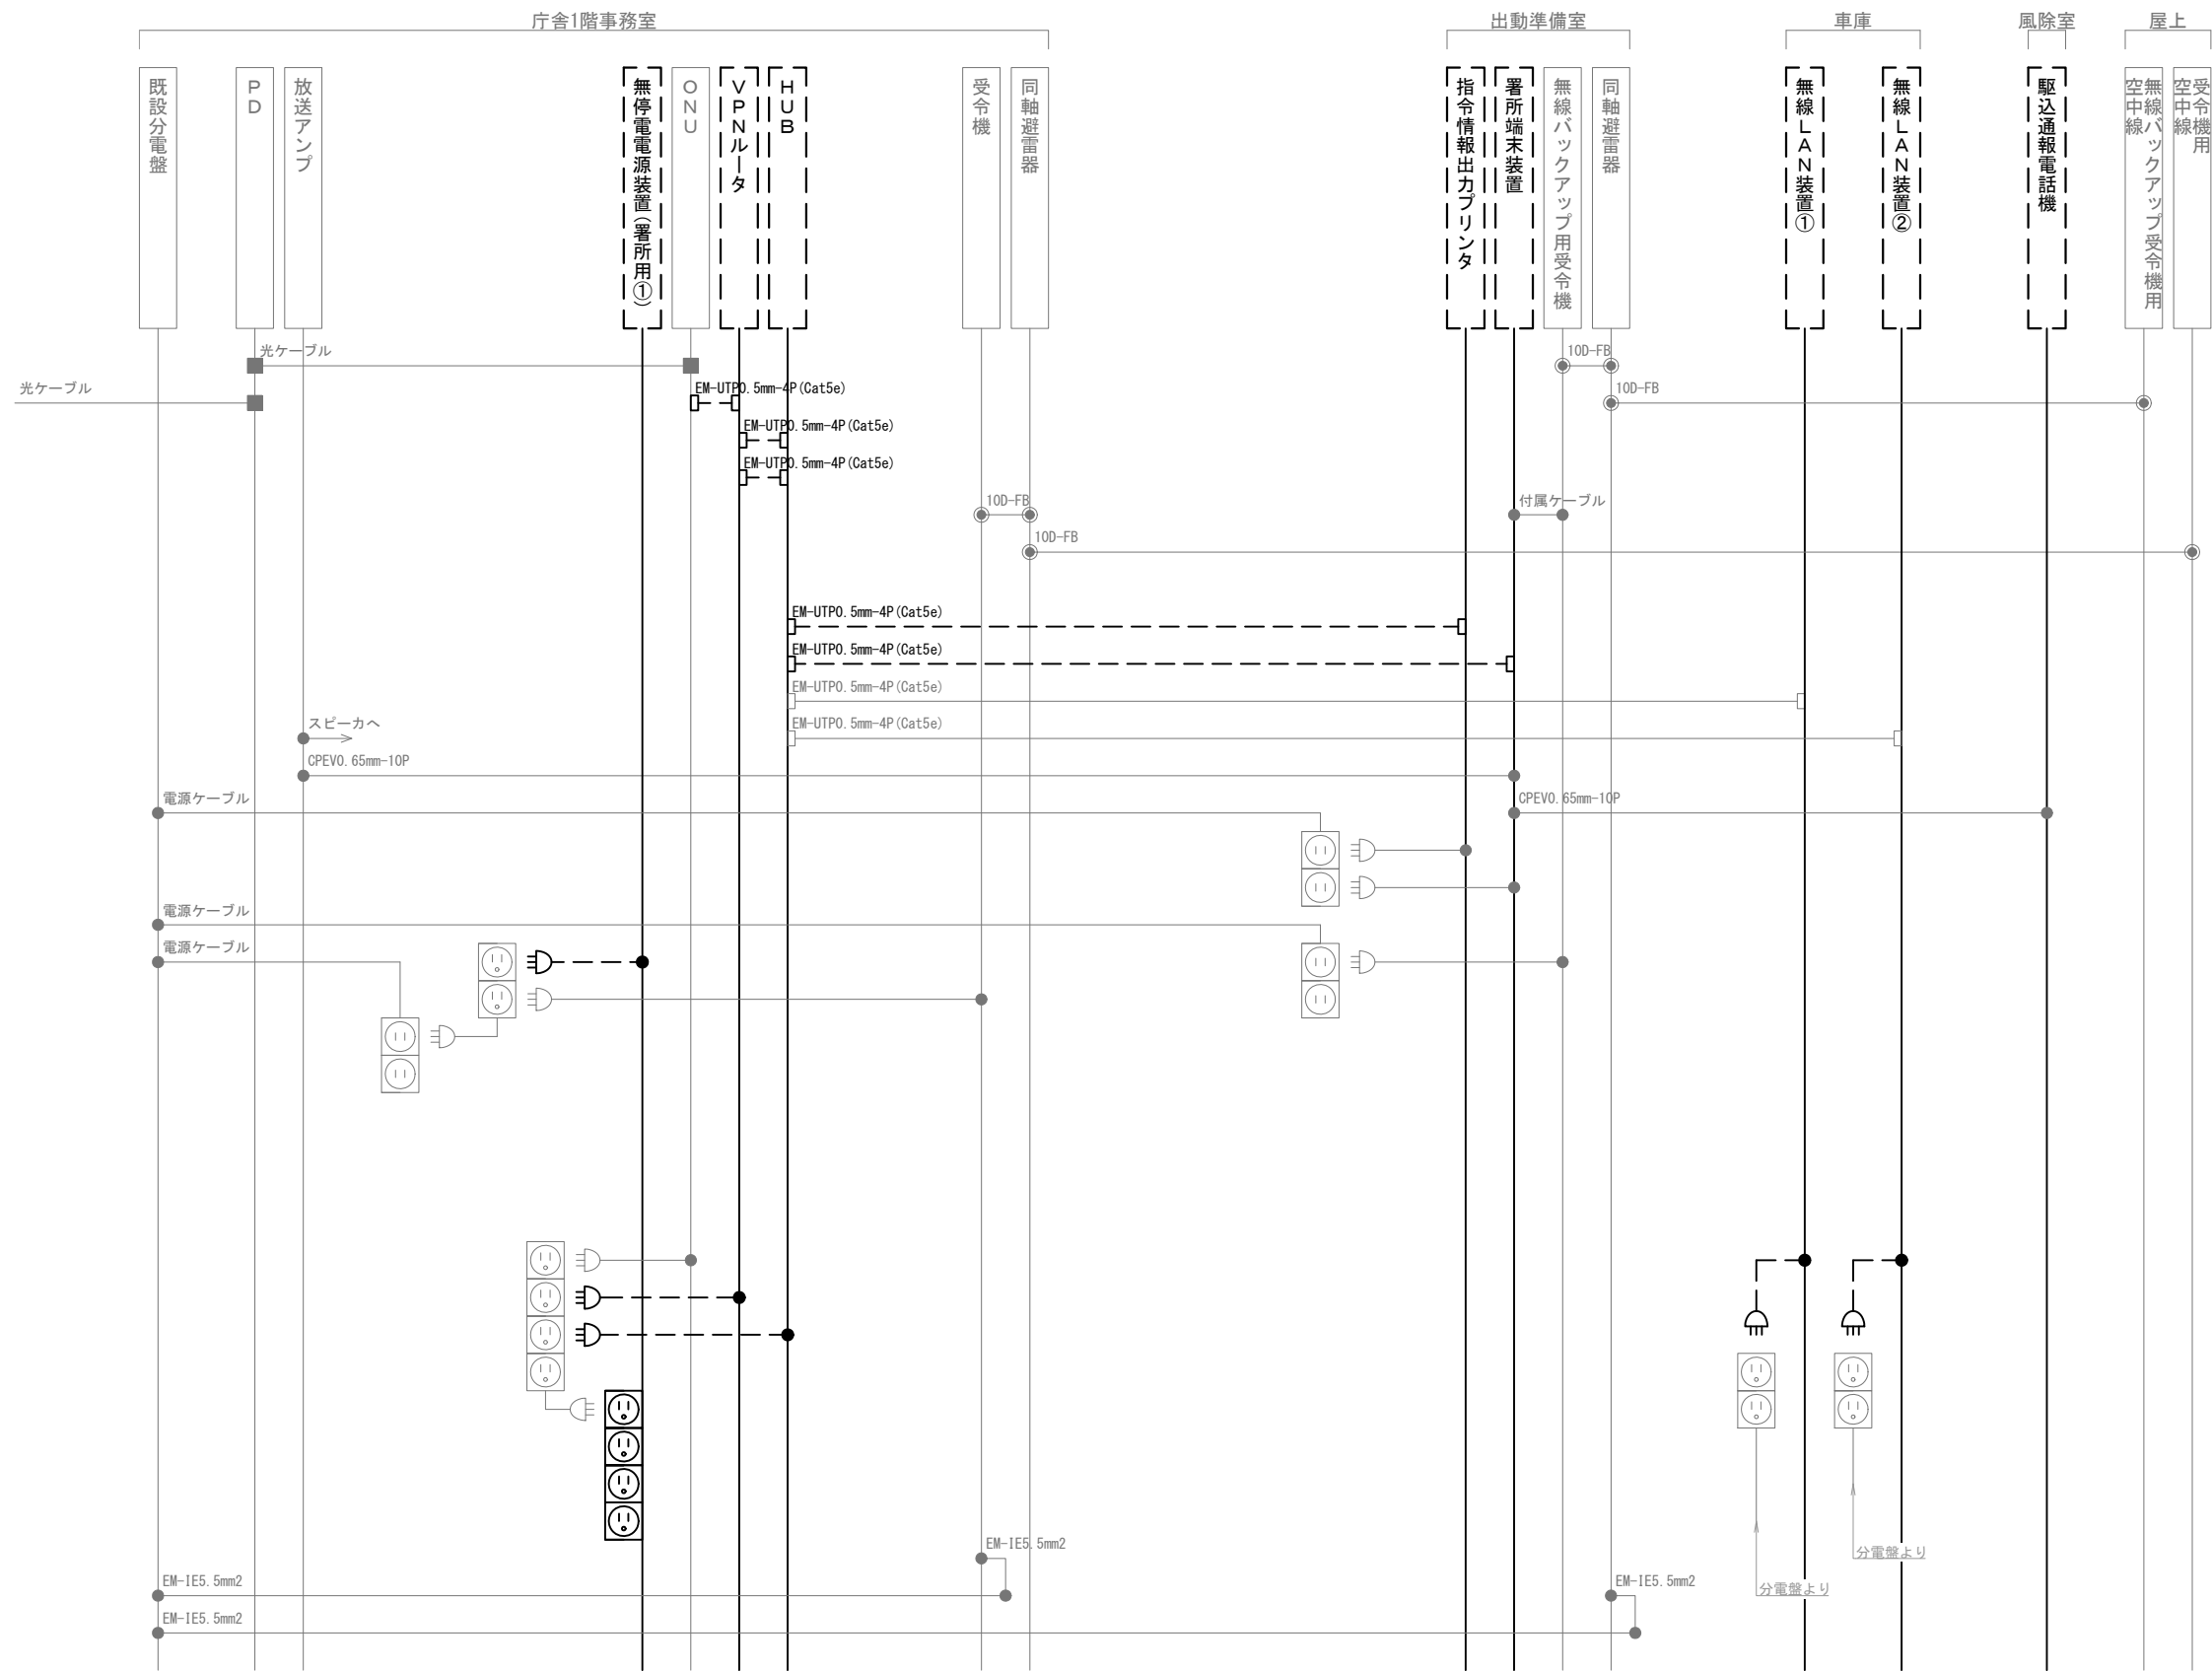 庁舎1階事務室
出動準備室
車庫
風除室
屋上
既設分電盤
PD
放送アンプ
無停電電源装置(署所用①)
ONU
VPNルータ
HUB
受令機
同軸避雷器
指令情報出力プリンタ
署所端末装置
無線バックアップ用受令機
同軸避雷器
無線LAN装置①
無線LAN装置②
駆込通報電話機
無線バックアップ受令機用
空中線
受令機用
空中線
光ケーブル
10D-FB
光ケーブル
EM-UTP0.5mm-4P(Cat5e)
10D-FB
EM-UTP0.5mm-4P(Cat5e)
EM-UTP0.5mm-4P(Cat5e)
10D-FB
付属ケーブル
10D-FB
EM-UTP0.5mm-4P(Cat5e)
EM-UTP0.5mm-4P(Cat5e)
EM-UTP0.5mm-4P(Cat5e)
スピーカへ
EM-UTP0.5mm-4P(Cat5e)
CPEV0.65mm-10P
電源ケーブル
CPEV0.65mm-10P
電源ケーブル
電源ケーブル
EM-IE5.5mm2
分電盤より
EM-IE5.5mm2
EM-IE5.5mm2
分電盤より
EM-IE5.5mm2